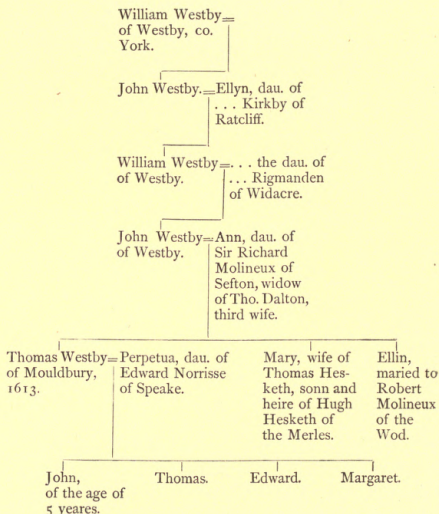 William Westby=
of Westby, co.
York.
John Westby.=Ellyn, dau. of
. . . Kirkby of
Ratcliff.
William Westby=. . . the dau. of
of Westby.
. . . Rigmanden
of Widacre.
John Westby=Ann, dau. of
of Westby.
Sir Richard
Molineux of
Sefton, widow
of Tho. Dalton,
third wife.
Thomas Westby=
of Mouldbury,
1613.
Perpetua, dau. of
Edward Norrisse
of Speake.
Mary, wife of
Thomas Hes-
keth, sonn and
heire of Hugh
Hesketh of
the Merles.
Ellin,
maried to
Robert
Molineux
of the
Wod.
John,
of the age of
5 yeares.
Thomas.
Edward.
Margaret.